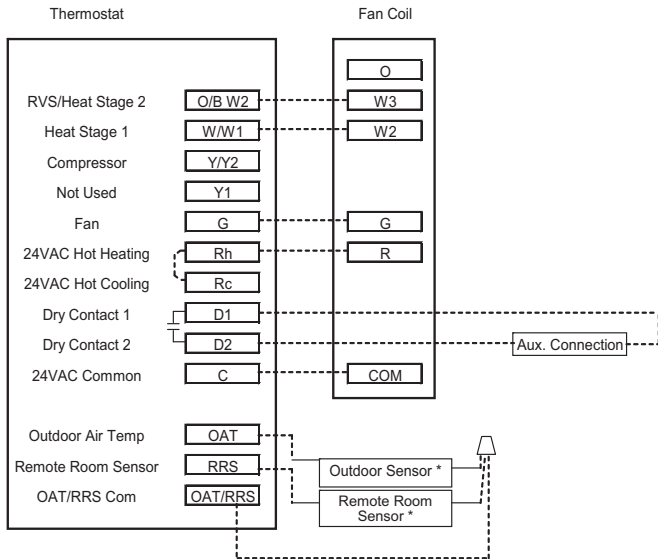 Thermostat Fan Coil
O
RVS/Heat Stage 2 O/B W2 W3
Heat Stage 1 W/W1 W2
Compressor Y/Y2
Not Used Y1
Fan G G
24VAC Hot Heating Rh R
24VAC Hot Cooling Rc
Dry Contact 1 D1
Dry Contact 2 D2 Aux. Connection
24VAC Common C COM
Outdoor Air Temp OAT
Outdoor Sensor *
Remote Room Sensor RRS
OAT/RRS Com OAT/RRS
Remote Room
Sensor *